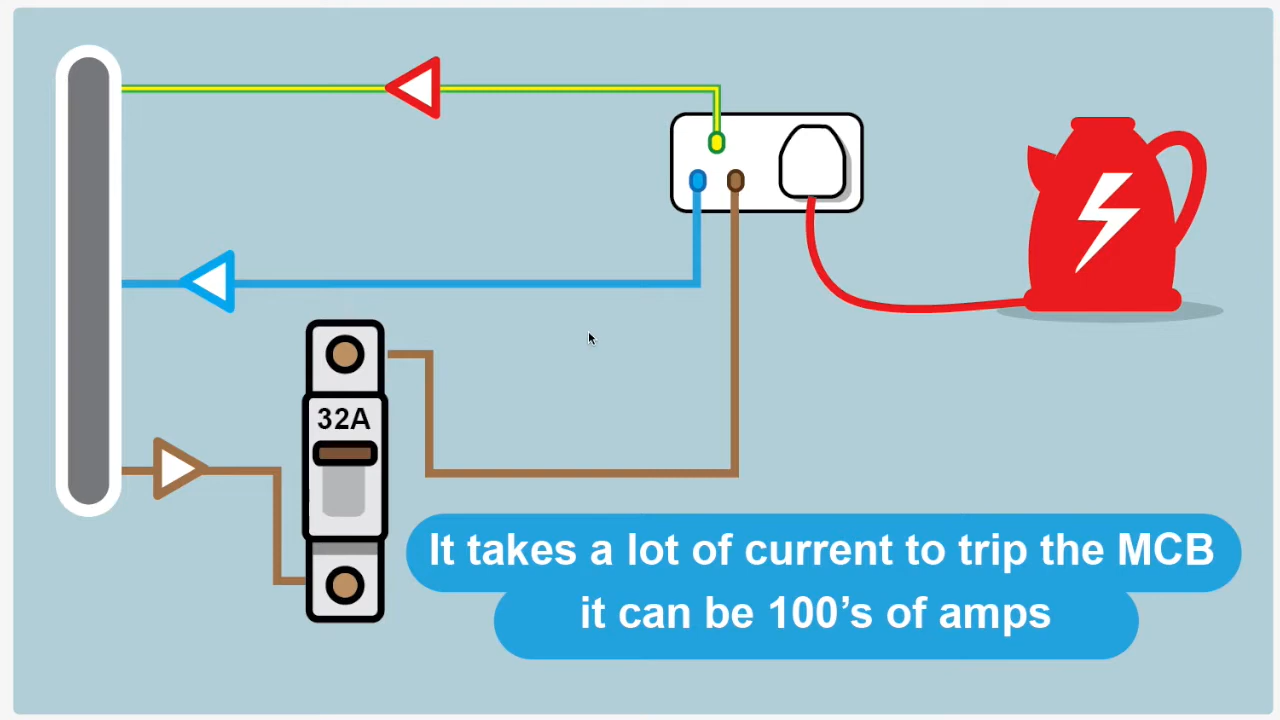 32A
It takes a lot of current to trip the MCB
it can be 100’s of amps